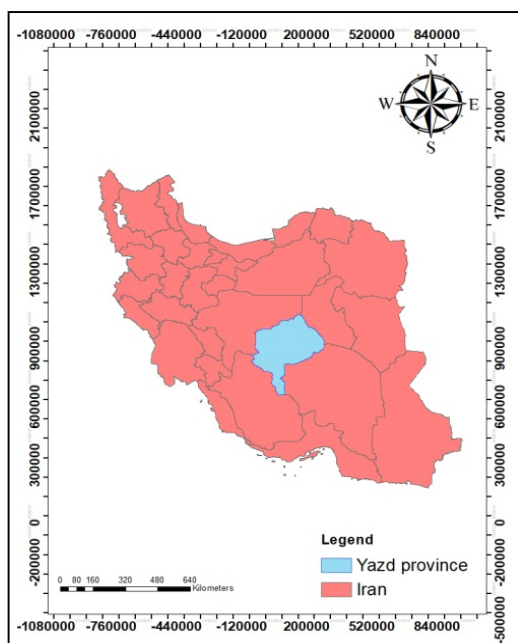 -1080000 -760000 -440000 -120000 200000 520000 840000
N
W E
S
2100000 2100000
1700000 1700000
1300000 1300000
900000 900000
600000 600000
300000 300000
0 0
-200000 -200000
-500000
Legend
Yazd province
Iran
0 80 160 320 480 640
Kilometers
-1080000 -760000 -440000 -120000 200000 520000 840000